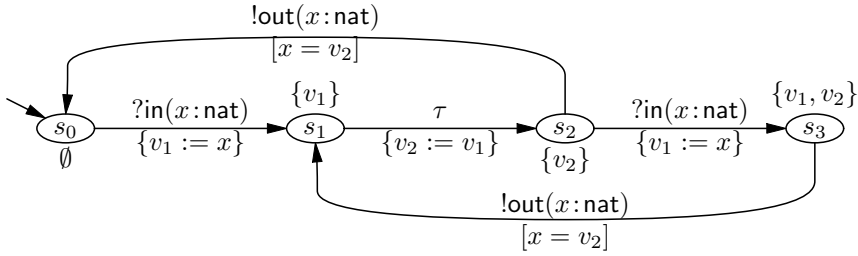 !out(x:nat)
[x = v₂]
{v₁}
{v₁, v₂}
?in(x:nat)
τ
?in(x:nat)
s₀
s₁
s₂
s₃
{v₁ := x}
{v₂ := v₁}
{v₁ := x}
∅
{v₂}
!out(x:nat)
[x = v₂]